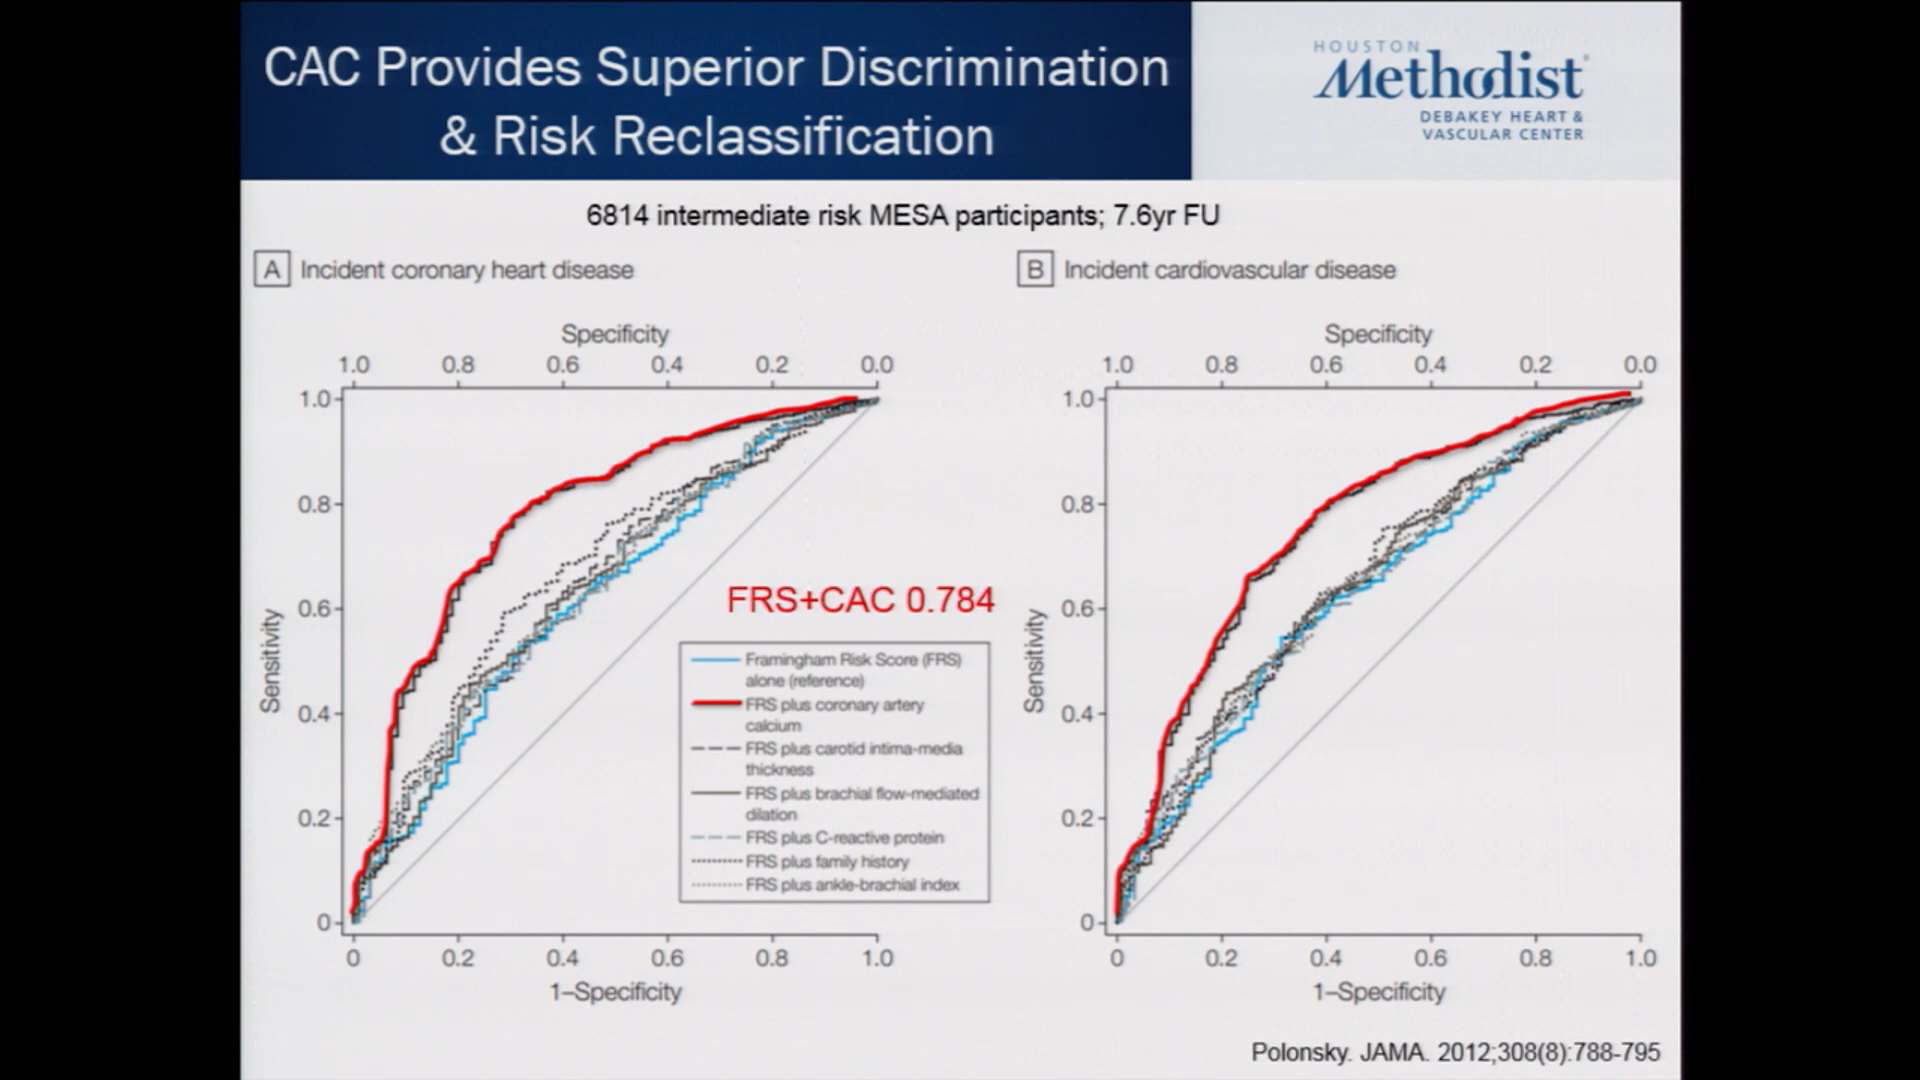 CAC Provides Superior Discrimination
& Risk Reclassification
HOUSTON
Methodist
DEBAKEY HEART &
VASCULAR CENTER
6814 intermediate risk MESA participants; 7.6yr FU
A Incident coronary heart disease
Specificity
1.0 0.8 0.6 0.4 0.2 0.0
1.0
0.8
0.6
0.4
0.2
0
Sensitivity
0 0.2 0.4 0.6 0.8 1.0
1–Specificity
FRS+CAC 0.784
Framingham Risk Score (FRS)
alone (reference)
FRS plus coronary artery
calcium
FRS plus carotid intima-media
thickness
FRS plus brachial flow-mediated
dilation
FRS plus C-reactive protein
FRS plus family history
FRS plus ankle-brachial index
B Incident cardiovascular disease
Specificity
1.0 0.8 0.6 0.4 0.2 0.0
1.0
0.8
0.6
0.4
0.2
0
Sensitivity
0 0.2 0.4 0.6 0.8 1.0
1–Specificity
Polonsky. JAMA. 2012;308(8):788-795